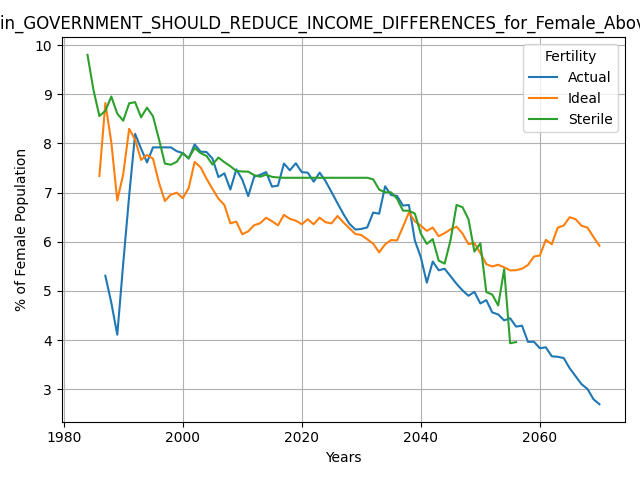 in_GOVERNMENT_SHOULD_REDUCE_INCOME_DIFFERENCES_for_Female_Abov
10
9
8
7
6
5
4
3
% of Female Population
Fertility
Actual
Ideal
Sterile
1980
2000
2020
2040
2060
Years